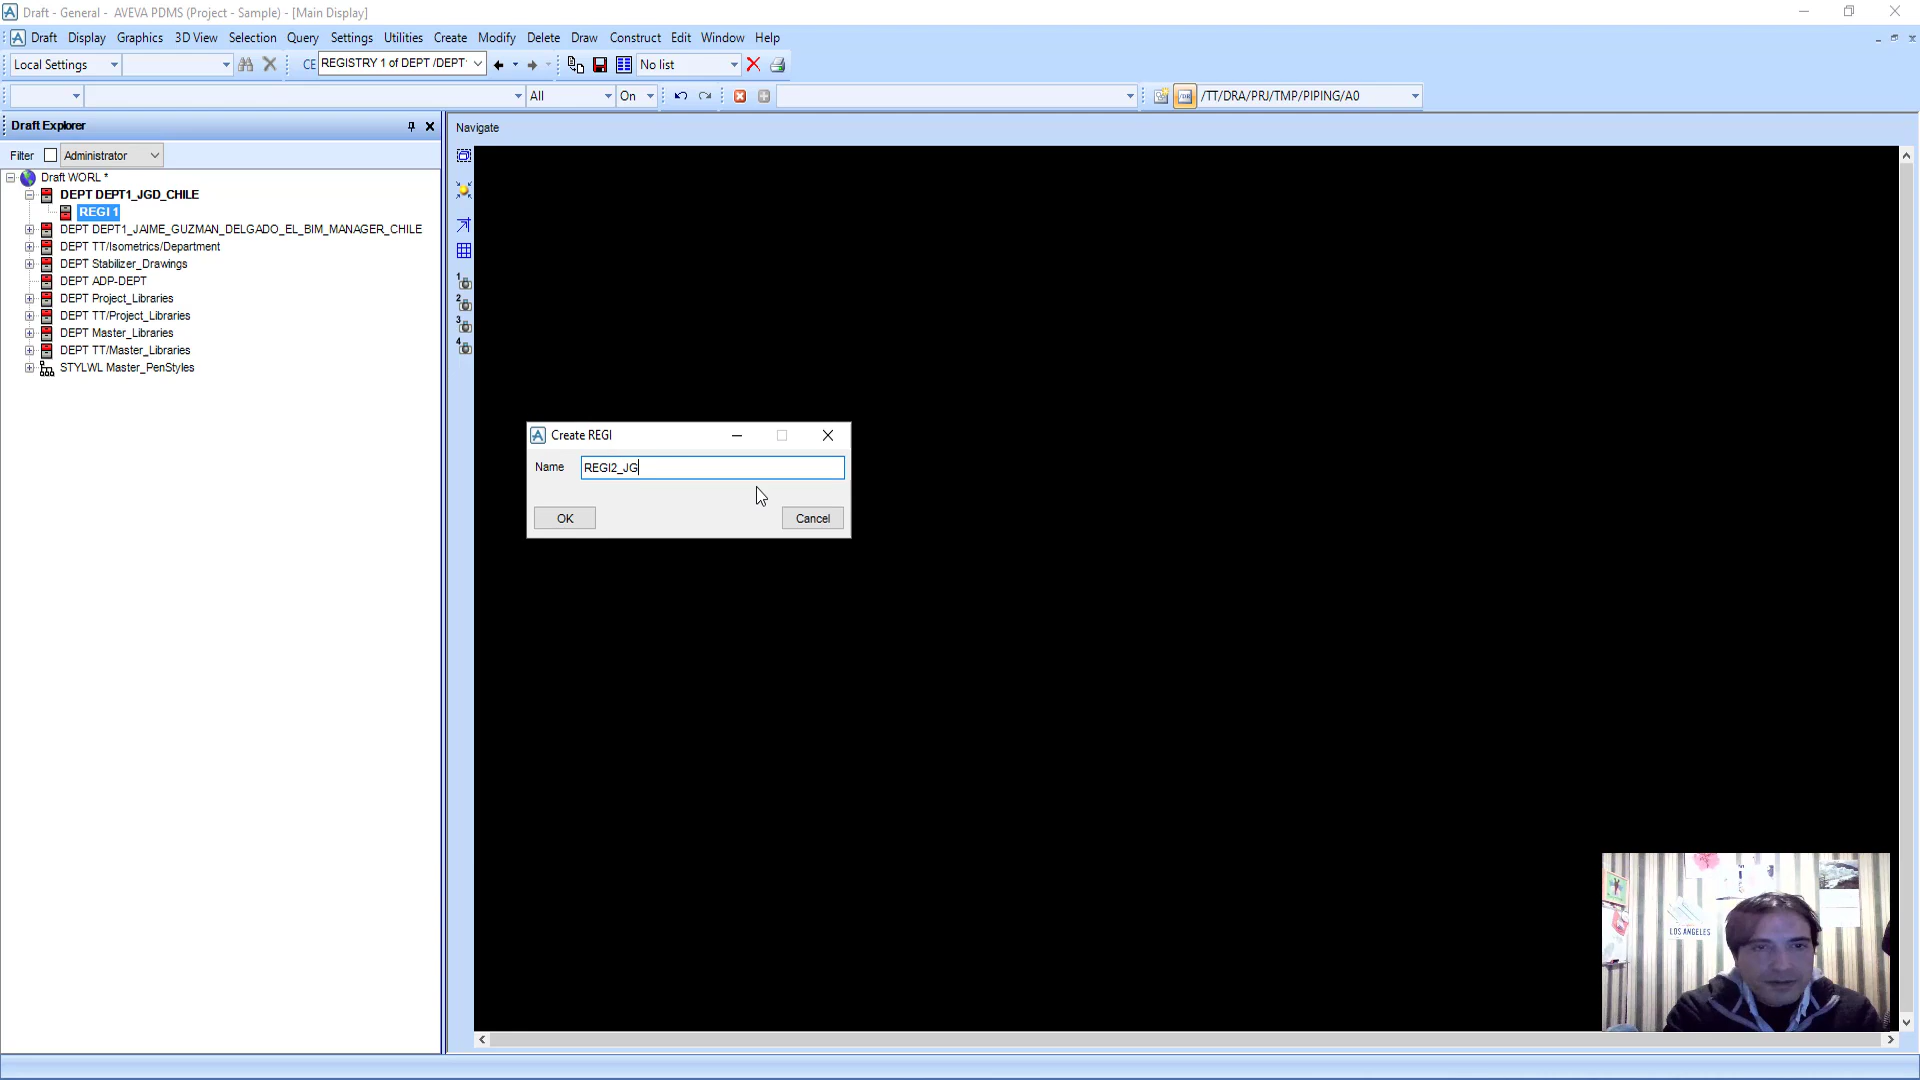 Draft - General - AVEVA PDMS (Project - Sample) - [Main Display]
Draft Display Graphics 3D View Selection Query Settings Utilities Create Modify Delete Draw Construct Edit Window Help
Local Settings CE REGISTRY 1 of DEPT /DEPT No list
All On /TT/DRA/PRJ/TMP/PIPING/A0
Draft Explorer
Navigate
Filter Administrator
Draft WORL *
DEPT DEPT1_JGD_CHILE
REGI 1
DEPT DEPT1_JAIME_GUZMAN_DELGADO_EL_BIM_MANAGER_CHILE
DEPT TT/Isometrics/Department
DEPT Stabilizer_Drawings
DEPT ADP-DEPT
DEPT Project_Libraries
DEPT TT/Project_Libraries
DEPT Master_Libraries
DEPT TT/Master_Libraries
STYLWL Master_PenStyles
1
2
3
4
Create REGI
Name REGI2_JG
OK Cancel
LOS ANGELES